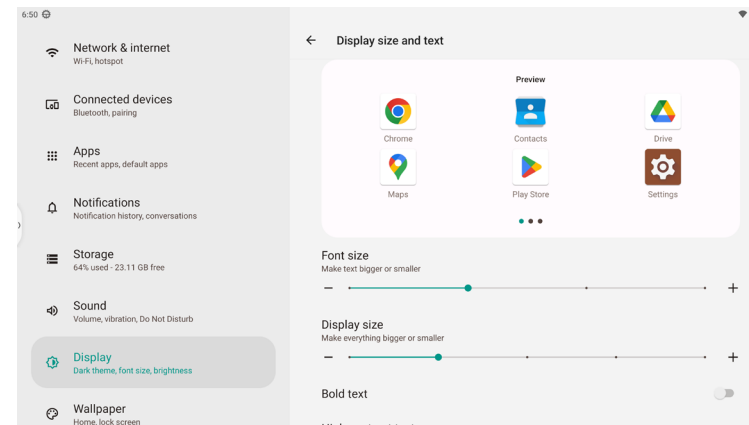 6:50
Network & internet
Wi-Fi, hotspot
Connected devices
Bluetooth, pairing
Apps
Recent apps, default apps
Notifications
Notification history, conversations
Storage
64% used - 23.11 GB free
Sound
Volume, vibration, Do Not Disturb
Display
Dark theme, font size, brightness
Wallpaper
Home, lock screen
Display size and text
Preview
Chrome
Contacts
Drive
Maps
Play Store
Settings
Font size
Make text bigger or smaller
Display size
Make everything bigger or smaller
Bold text